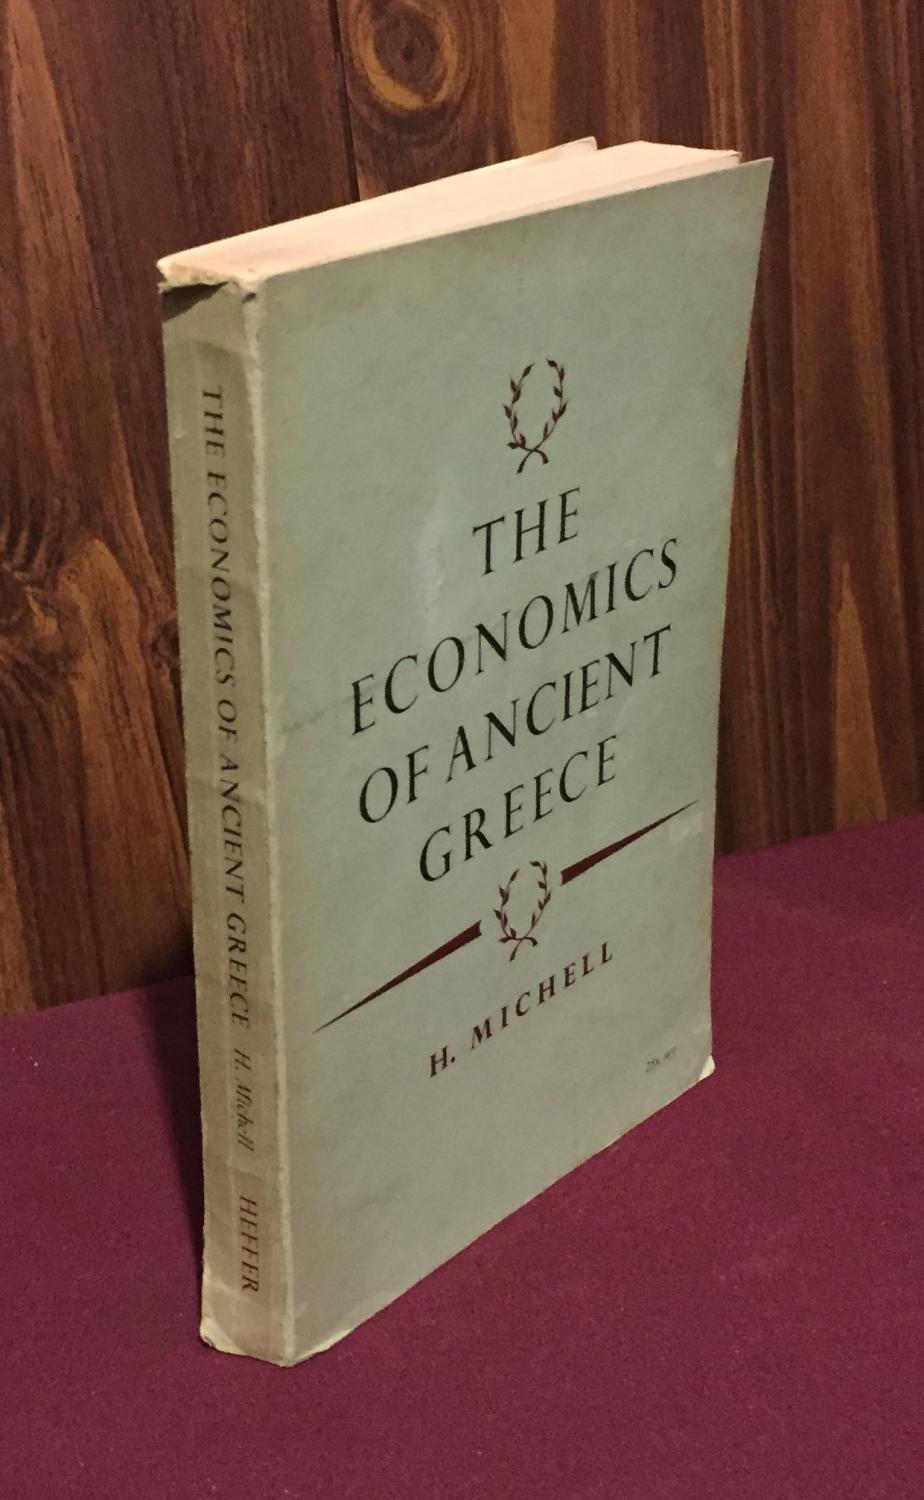 THE ECONOMICS OF ANCIENT GREECE H. Michell HEFFER
THE
ECONOMICS
OF ANCIENT
GREECE
H. MICHELL